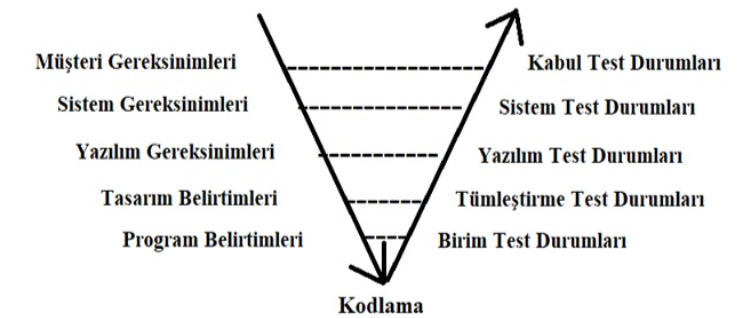 Müşteri Gereksinimleri Kabul Test Durumları
Sistem Gereksinimleri Sistem Test Durumları
Yazılım Gereksinimleri Yazılım Test Durumları
Tasarım Belirtimleri Tümleştirme Test Durumları
Program Belirtimleri Birim Test Durumları
Kodlama